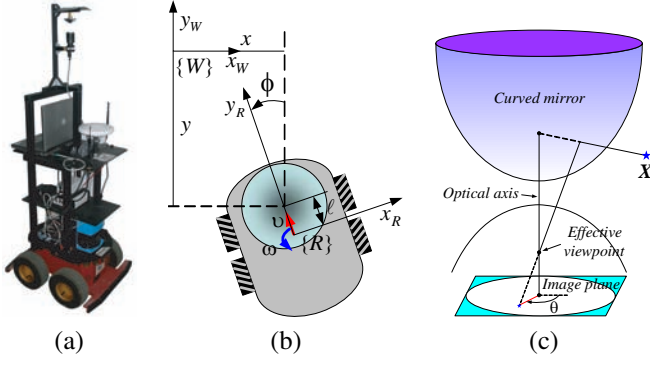 y_W
x
{W} x_W
ϕ
y_R
y
x_R
ℓ
υ
{R}
ω
Curved mirror
X
Optical axis
Effective
viewpoint
Image plane
θ
(a) (b) (c)